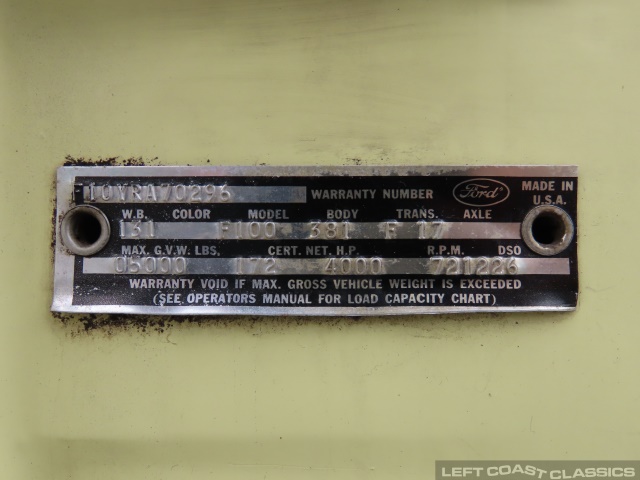 F10YRA70296 WARRANTY NUMBER Ford MADE IN U.S.A.
W.B. COLOR MODEL BODY TRANS. AXLE
131 F100 381 F 17
MAX. G.V.W. LBS. CERT. NET. H.P. R.P.M. DSO
05000 172 4000 721226
WARRANTY VOID IF MAX. GROSS VEHICLE WEIGHT IS EXCEEDED
(SEE OPERATORS MANUAL FOR LOAD CAPACITY CHART)
LEFT COAST CLASSICS